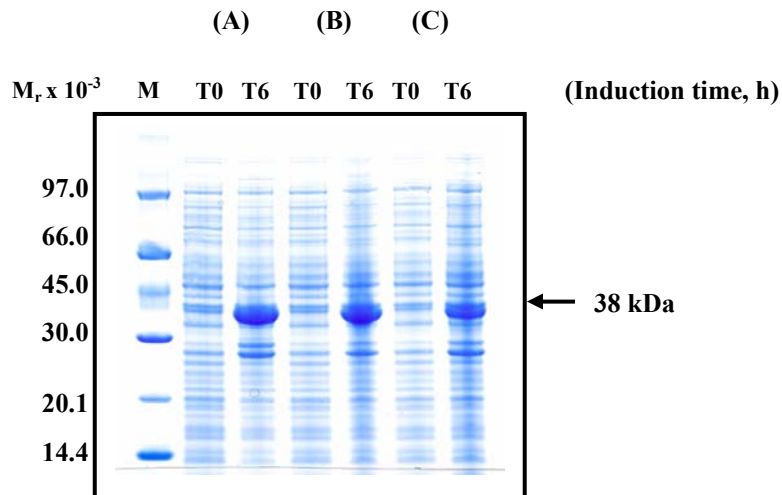 (A) (B) (C)
Mr x 10-3 M T0 T6 T0 T6 T0 T6 (Induction time, h)
97.0
66.0
45.0
38 kDa
30.0
20.1
14.4